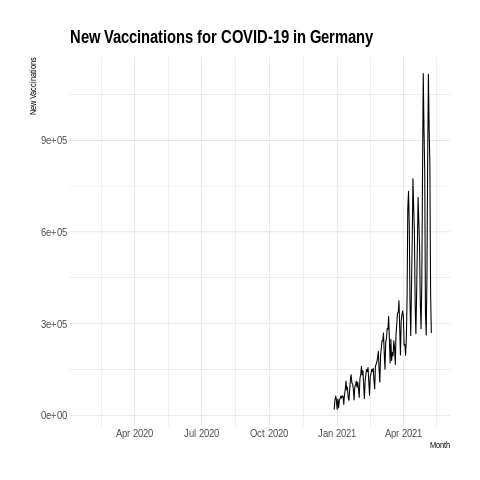 New Vaccinations for COVID-19 in Germany
New Vaccinations
9e+05
6e+05
3e+05
0e+00
Apr 2020 Jul 2020 Oct 2020 Jan 2021 Apr 2021
Month